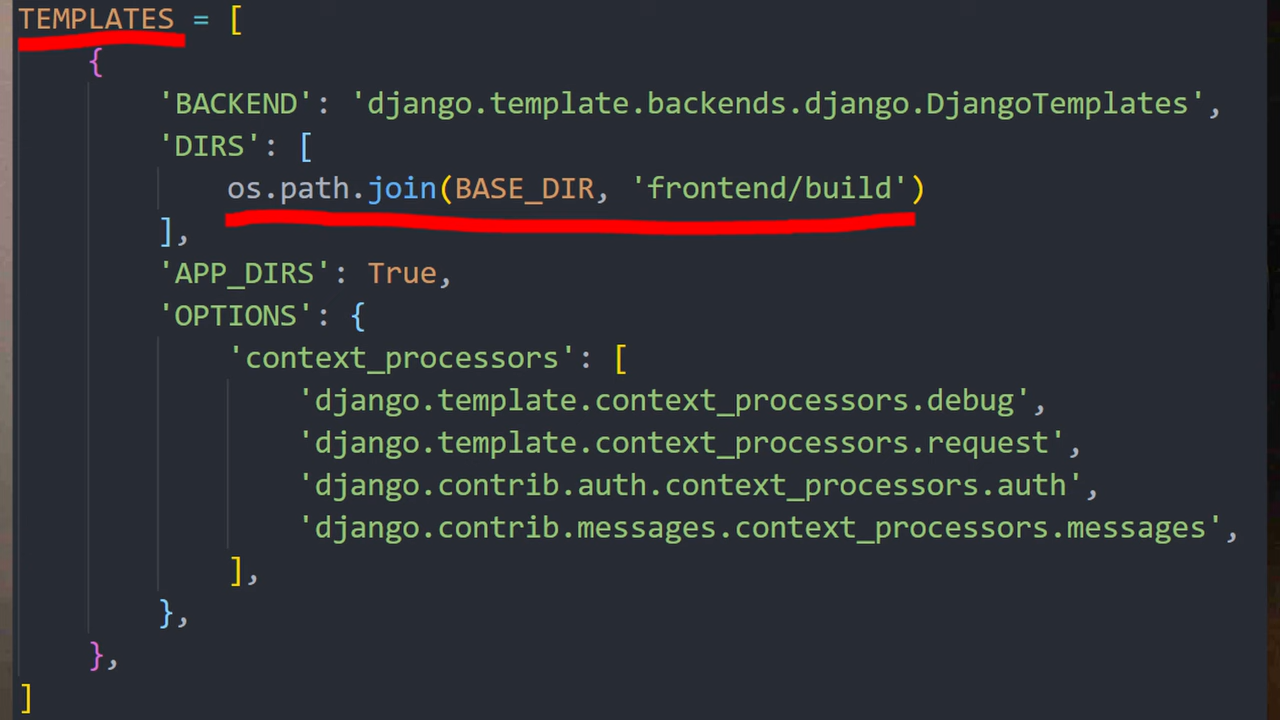 TEMPLATES = [
    {
        'BACKEND': 'django.template.backends.django.DjangoTemplates',
        'DIRS': [
            os.path.join(BASE_DIR, 'frontend/build')
        ],
        'APP_DIRS': True,
        'OPTIONS': {
            'context_processors': [
                'django.template.context_processors.debug',
                'django.template.context_processors.request',
                'django.contrib.auth.context_processors.auth',
                'django.contrib.messages.context_processors.messages',
            ],
        },
    },
]